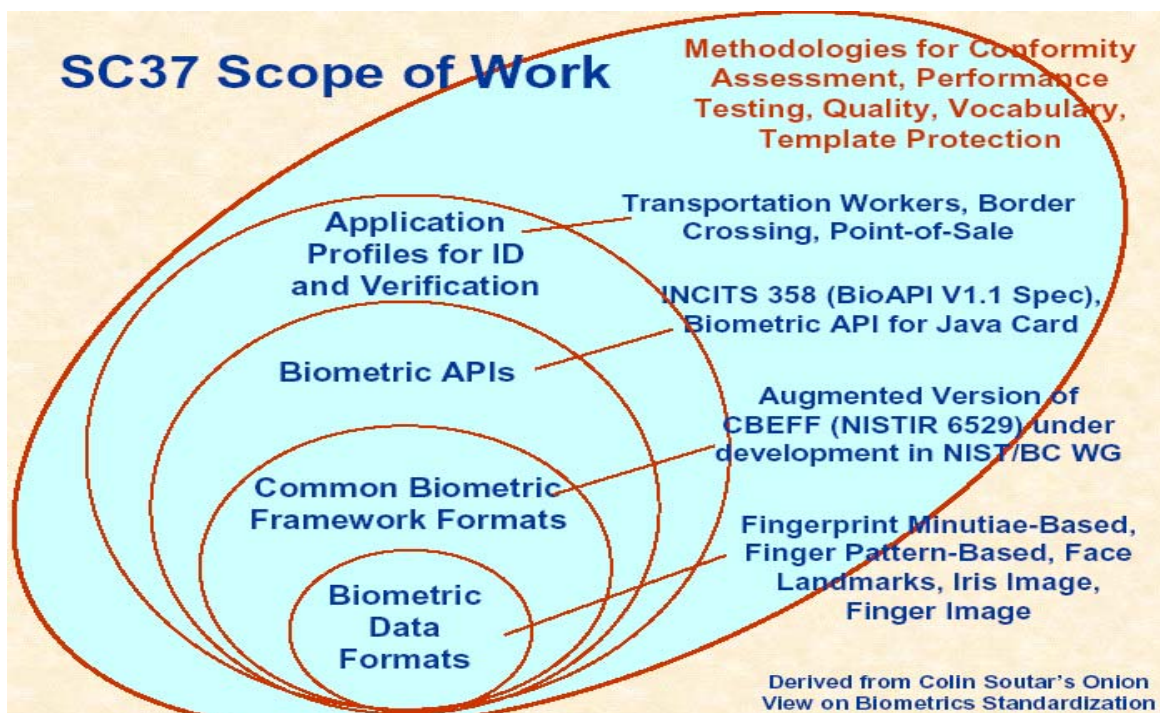 SC37 Scope of Work
Methodologies for Conformity
Assessment, Performance
Testing, Quality, Vocabulary,
Template Protection
Application
Profiles for ID
and Verification
Transportation Workers, Border
Crossing, Point-of-Sale
Biometric APIs
INCITS 358 (BioAPI V1.1 Spec),
Biometric API for Java Card
Common Biometric
Framework Formats
Augmented Version of
CBEFF (NISTIR 6529) under
development in NIST/BC WG
Biometric
Data
Formats
Fingerprint Minutiae-Based,
Finger Pattern-Based, Face
Landmarks, Iris Image,
Finger Image
Derived from Colin Soutar's Onion
View on Biometrics Standardization